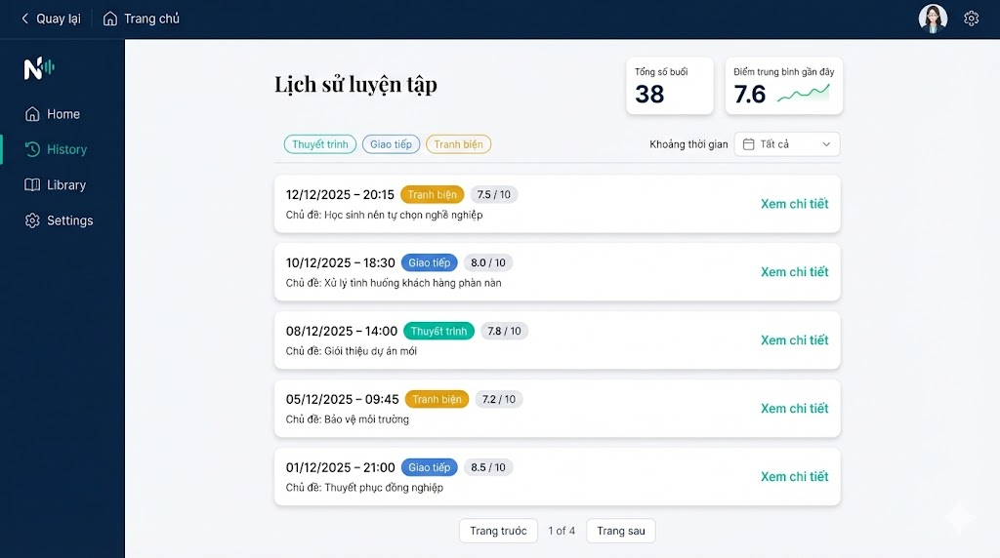 Quay lại Trang chủ
N
Home
History
Library
Settings
Lịch sử luyện tập
Tổng số buổi
38
Điểm trung bình gần đây
7.6
Thuyết trình Giao tiếp Tranh biện
Khoảng thời gian Tất cả
12/12/2025 – 20:15 Tranh biện 7.5 / 10
Chủ đề: Học sinh nên tự chọn nghề nghiệp
Xem chi tiết
10/12/2025 – 18:30 Giao tiếp 8.0 / 10
Chủ đề: Xử lý tình huống khách hàng phàn nàn
Xem chi tiết
08/12/2025 – 14:00 Thuyết trình 7.8 / 10
Chủ đề: Giới thiệu dự án mới
Xem chi tiết
05/12/2025 – 09:45 Tranh biện 7.2 / 10
Chủ đề: Bảo vệ môi trường
Xem chi tiết
01/12/2025 – 21:00 Giao tiếp 8.5 / 10
Chủ đề: Thuyết phục đồng nghiệp
Xem chi tiết
Trang trước 1 of 4 Trang sau